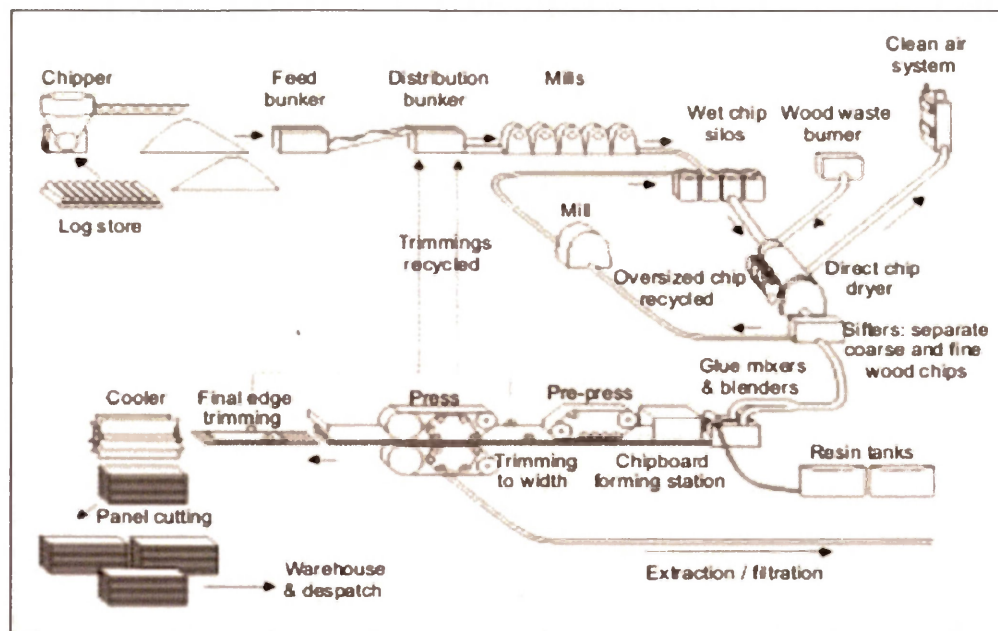 Clean air
system
Chipper
Feed
bunker
Distribution
bunker
Mills
Wet chip
silos
Wood waste
burner
Log store
Mill
Trimmings
recycled
Oversized chip
recycled
Direct chip
dryer
Sifters: separate
coarse and fine
wood chips
Glue mixers
& blenders
Cooler
Final edge
trimming
Press
Pre-press
Trimming
to width
Chipboard
forming station
Resin tanks
Panel cutting
Warehouse
& despatch
Extraction / filtration